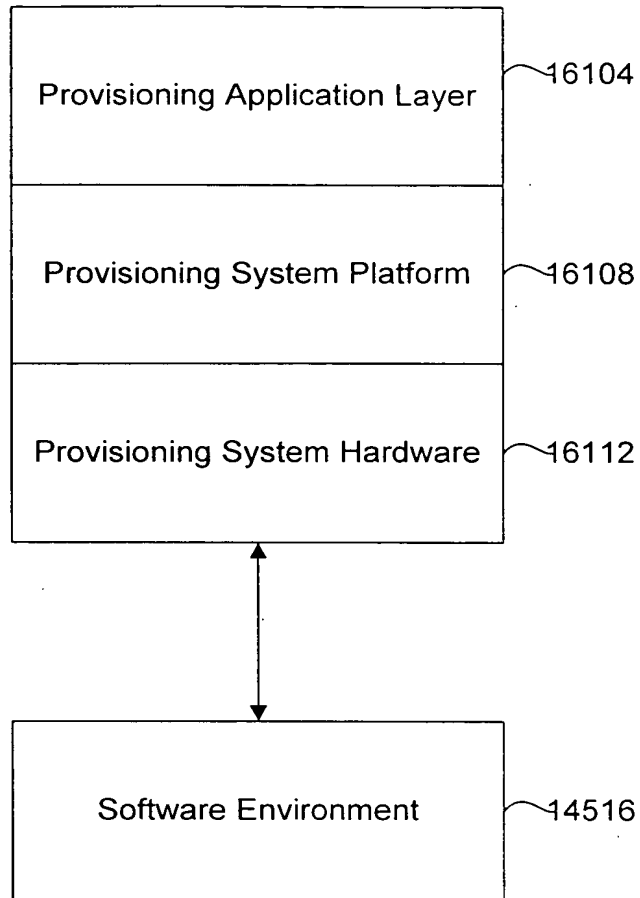 Provisioning Application Layer
16104
Provisioning System Platform
16108
Provisioning System Hardware
16112
Software Environment
14516